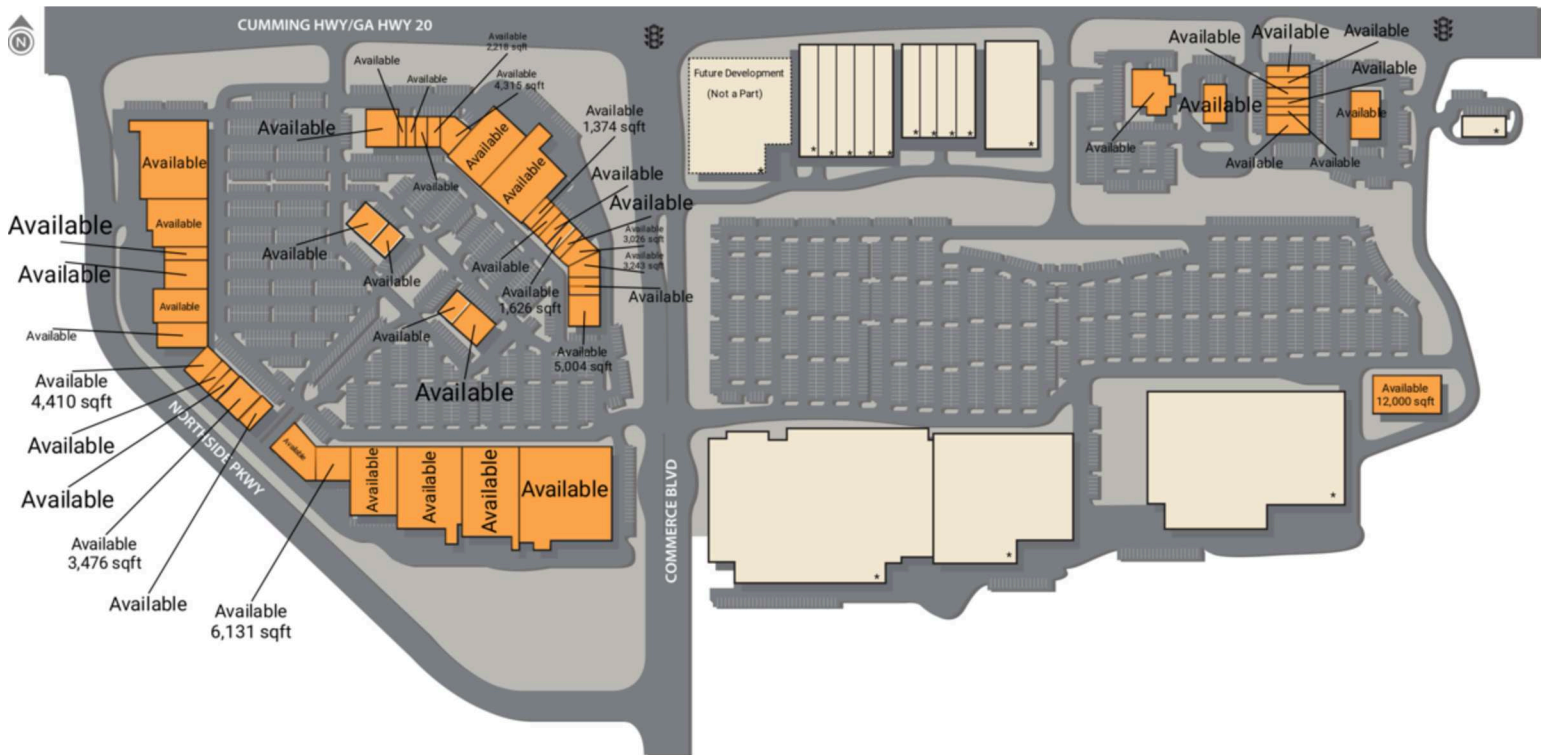 N
CUMMING HWY/GA HWY 20
Available
2,218 sqft
Available
Available
Available
4,315 sqft
Available
Available
Available
Available
Available
1,374 sqft
Available
Available
Available
3,026 sqft
Available
3,243 sqft
Available
Available
1,626 sqft
Available
Available
5,004 sqft
Available
Available
Available
Available
Available
Available
Available
Available
Available
Available
Available
Available
4,410 sqft
Available
Available
Available
3,476 sqft
Available
Available
6,131 sqft
NORTHSIDE PKWY
Available
Available
Available
Available
Available
COMMERCE BLVD
Future Development
(Not a Part)
*
* * * * *
* * * *
*
Available
Available
Available
Available
Available
Available
Available
Available
Available
*
Available
12,000 sqft
*
*
*